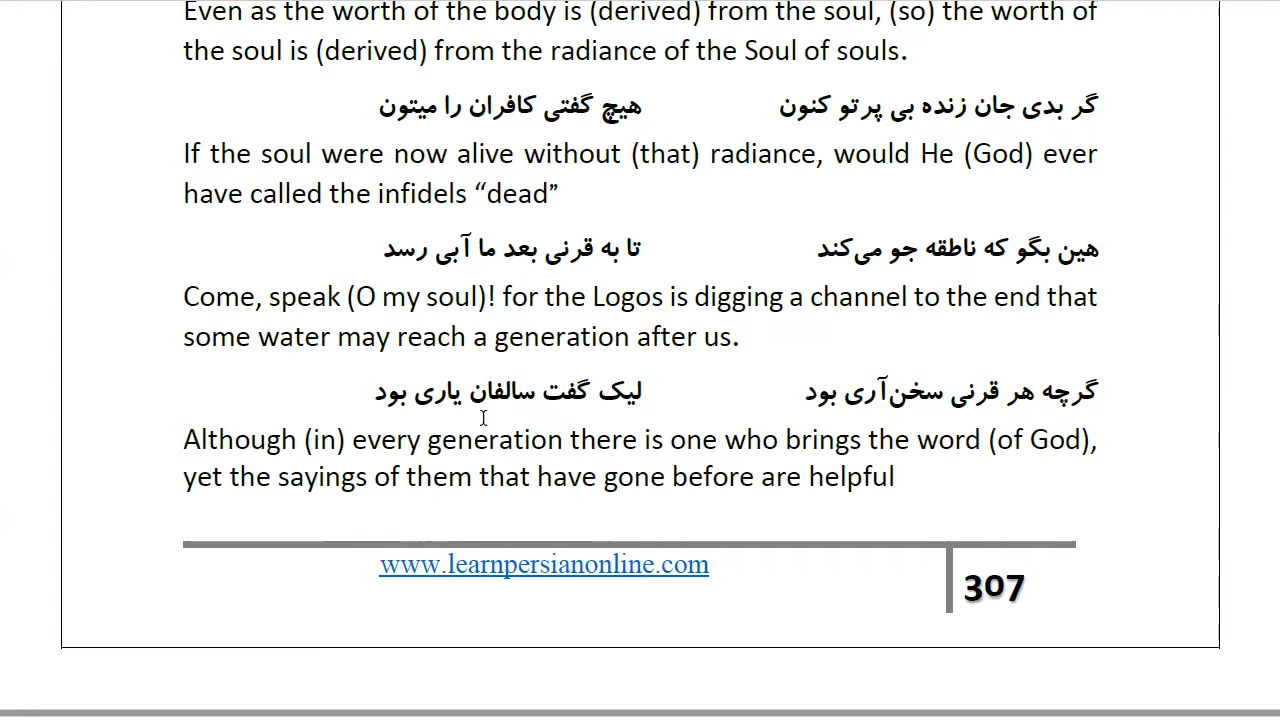 Even as the worth of the body is (derived) from the soul, (so) the worth of
the soul is (derived) from the radiance of the Soul of souls.
گر بدی جان زنده بی پرتو کنون هیچ گفتی کافران را میتون
If the soul were now alive without (that) radiance, would He (God) ever
have called the infidels “dead”
هین بگو که ناطقه جو می‌کند تا به قرنی بعد ما آبی رسد
Come, speak (O my soul)! for the Logos is digging a channel to the end that
some water may reach a generation after us.
گرچه هر قرنی سخن‌آری بود لیک گفت سالفان یاری بود
Although (in) every generation there is one who brings the word (of God),
yet the sayings of them that have gone before are helpful
www.learnpersianonline.com
307